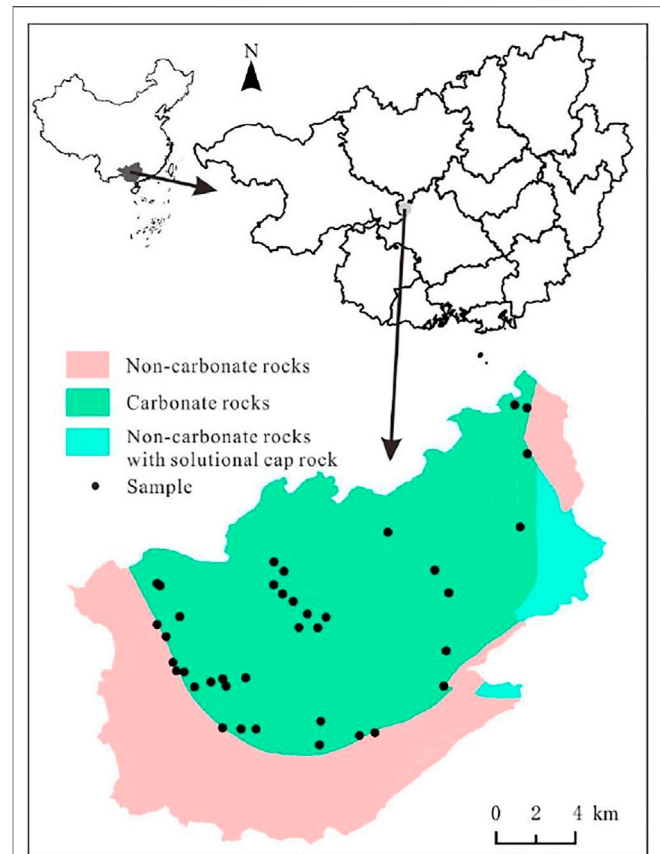 N
Non-carbonate rocks
Carbonate rocks
Non-carbonate rocks
with solutional cap rock
Sample
0 2 4 km